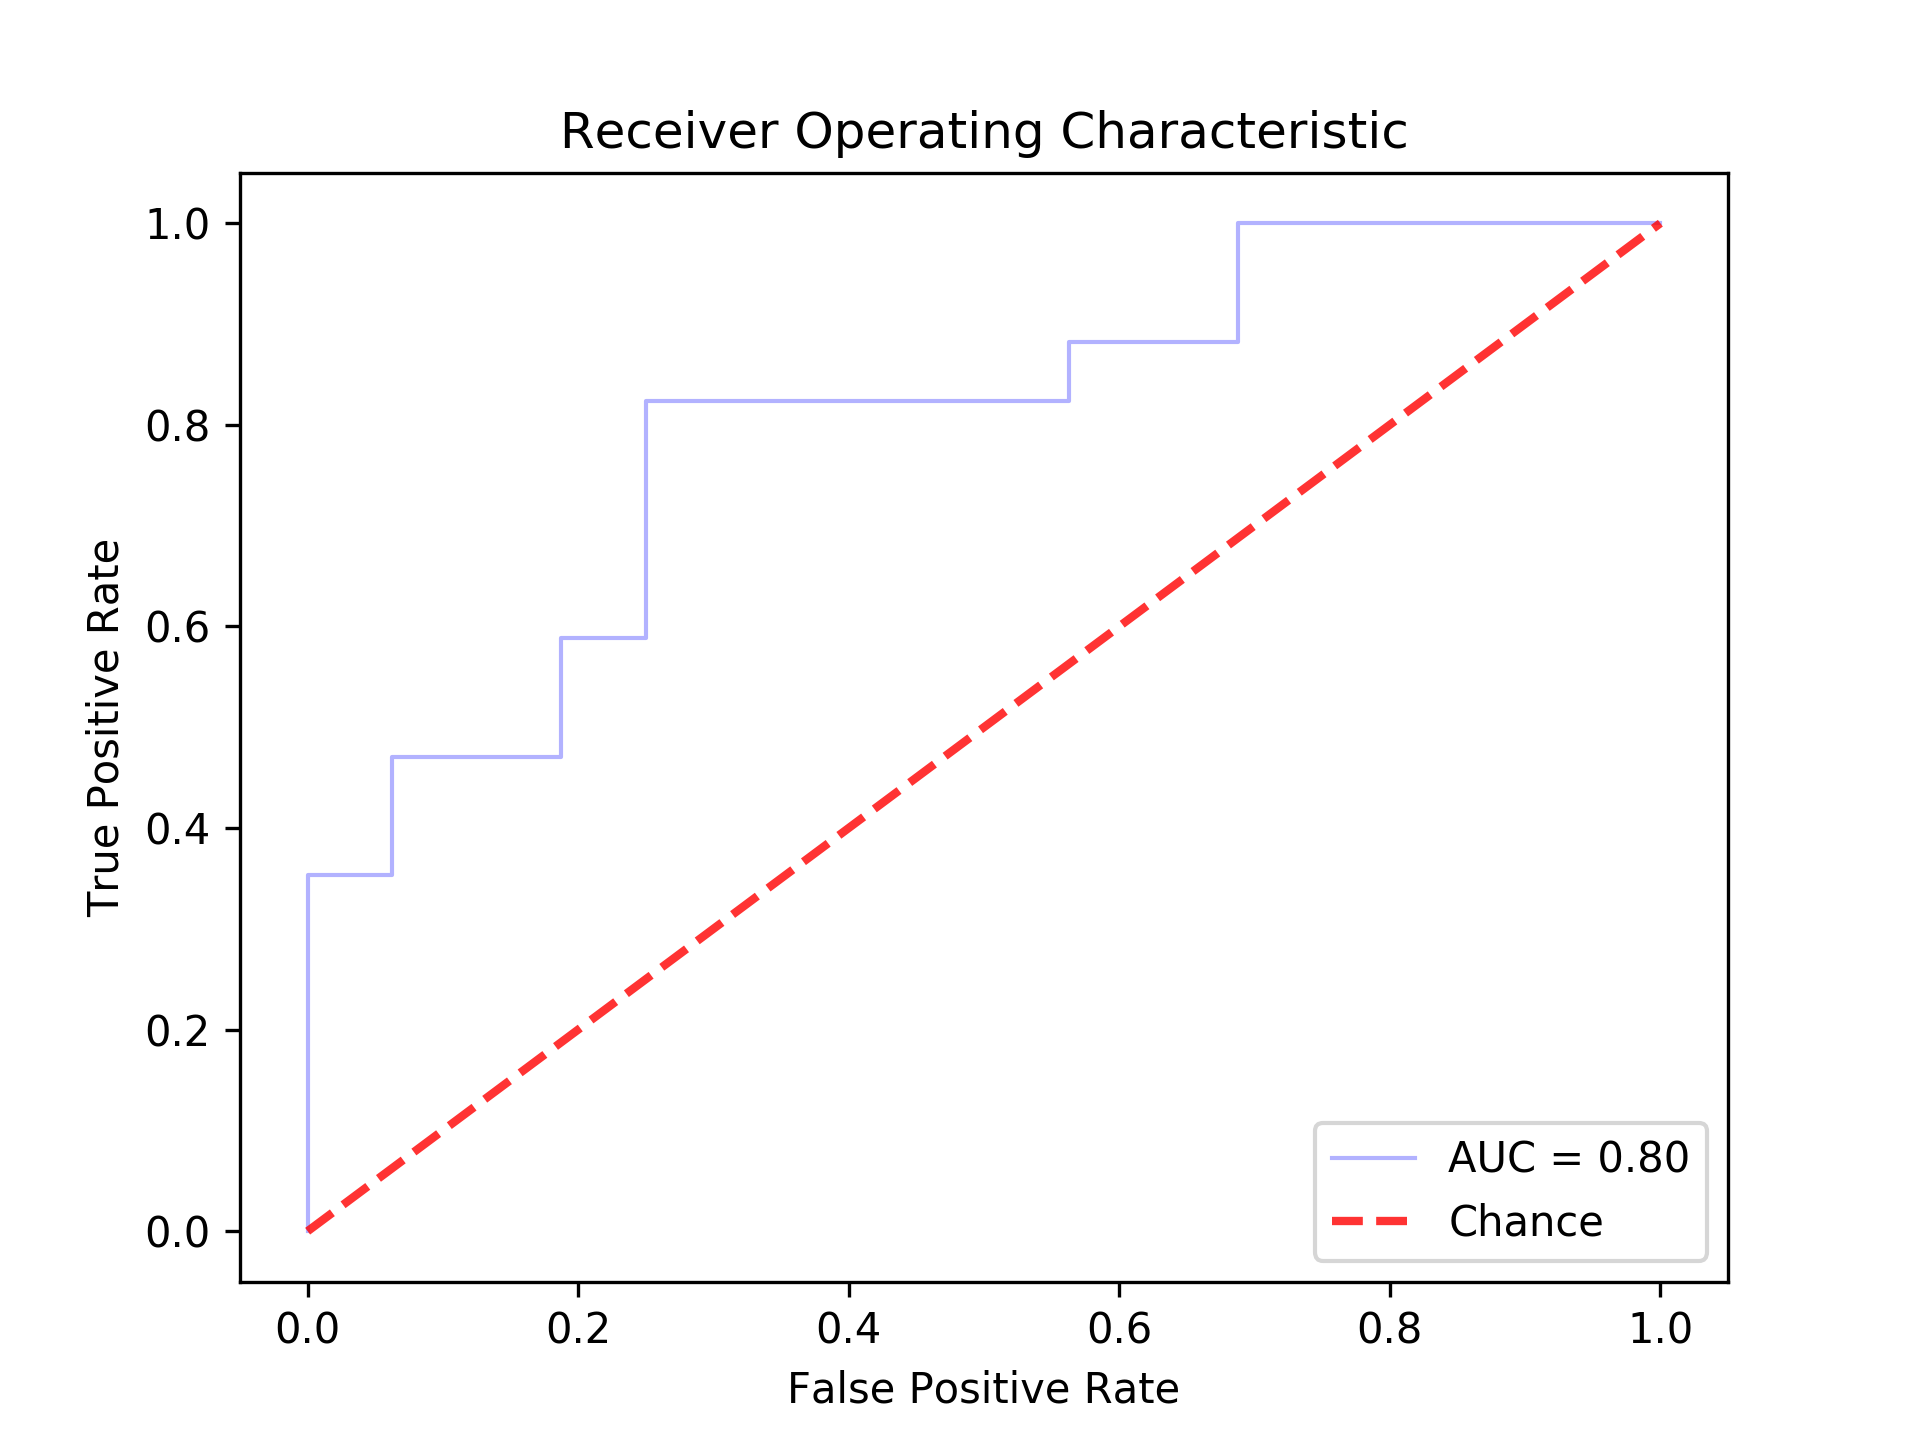 Receiver Operating Characteristic
1.0
0.8
0.6
0.4
0.2
0.0
True Positive Rate
0.0 0.2 0.4 0.6 0.8 1.0
False Positive Rate
AUC = 0.80
Chance